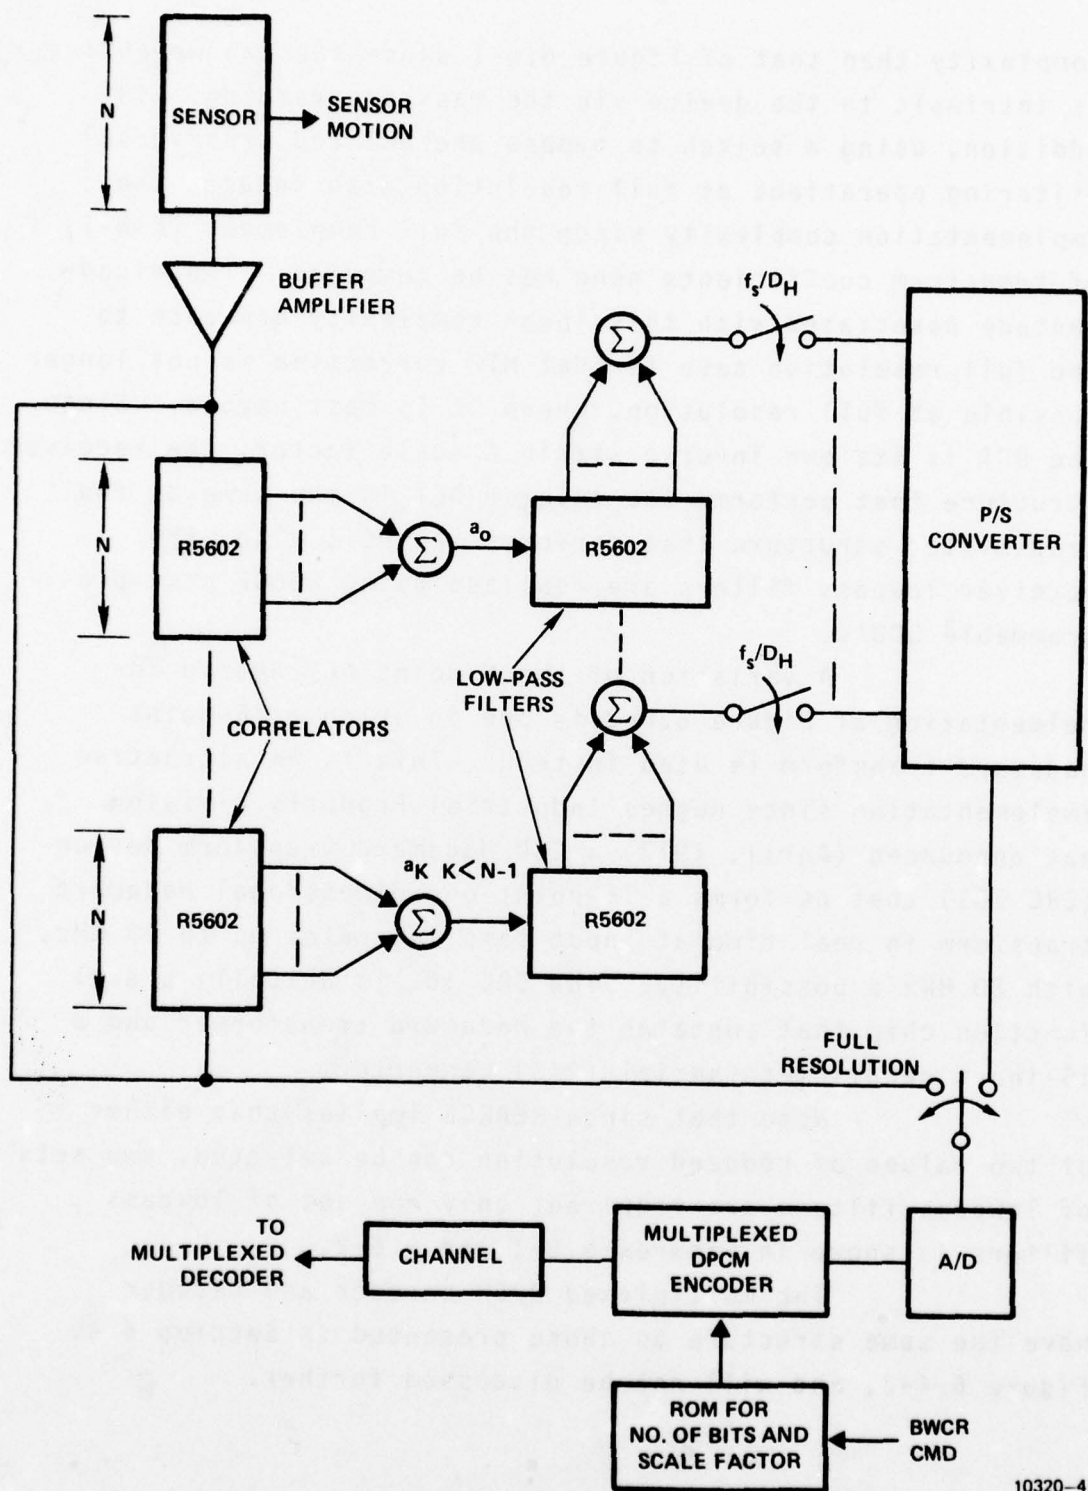 N
SENSOR
SENSOR
MOTION
BUFFER
AMPLIFIER
f_s/D_H
Σ
N
R5602
Σ
a_o
R5602
P/S
CONVERTER
LOW-PASS
FILTERS
f_s/D_H
Σ
CORRELATORS
N
R5602
a_K K<N-1
Σ
R5602
FULL
RESOLUTION
TO
MULTIPLEXED
DECODER
CHANNEL
MULTIPLEXED
DPCM
ENCODER
A/D
ROM FOR
NO. OF BITS AND
SCALE FACTOR
BWCR
CMD
10320-4